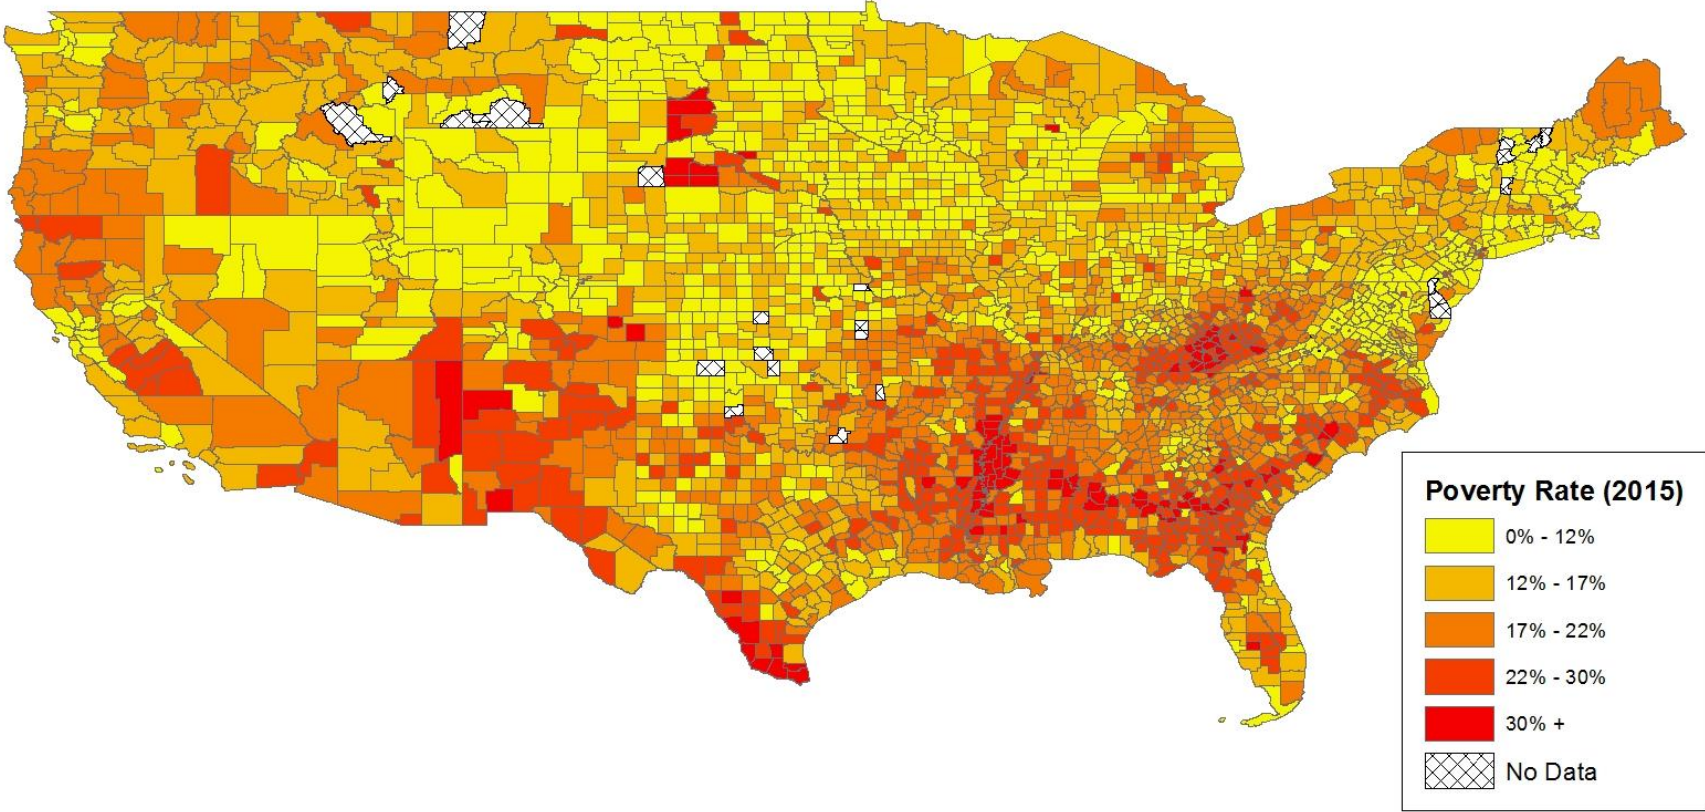 Poverty Rate (2015)
0% - 12%
12% - 17%
17% - 22%
22% - 30%
30% +
No Data